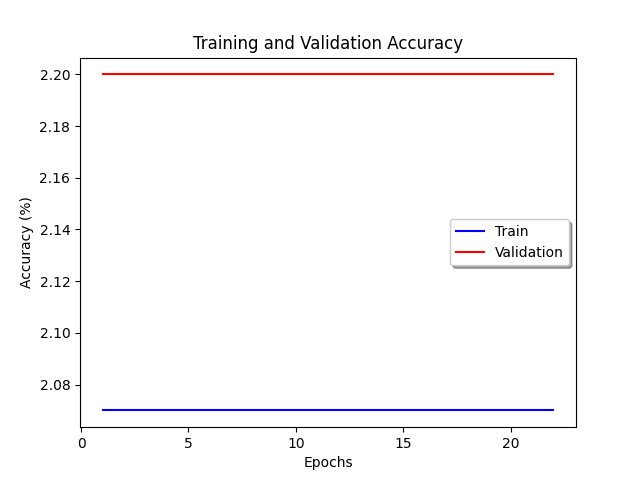 Training and Validation Accuracy
2.20
2.18
2.16
2.14
2.12
2.10
2.08
Accuracy (%)
Train
Validation
0 5 10 15 20
Epochs